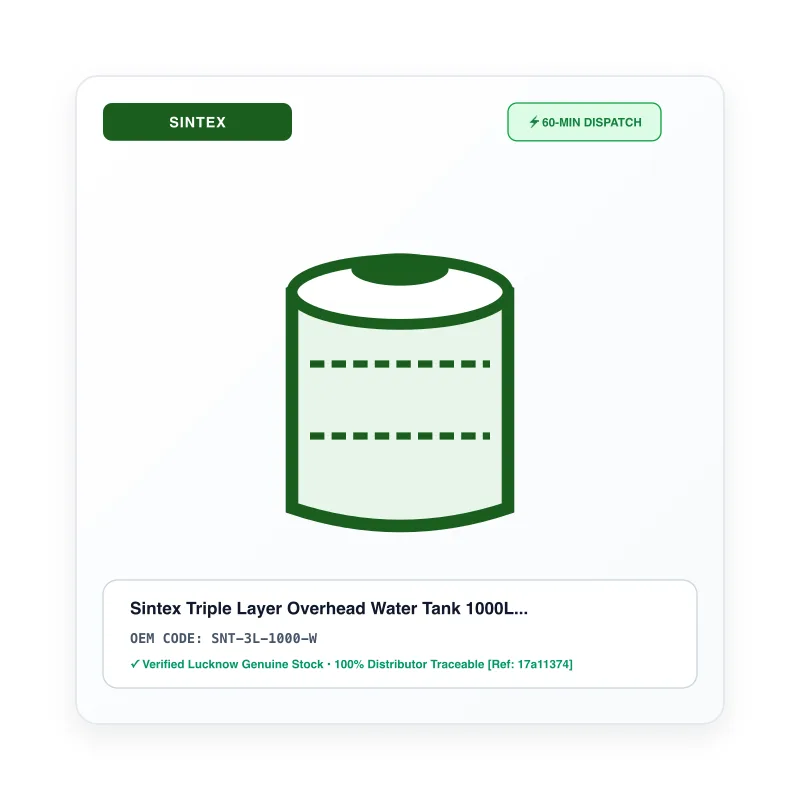 SINTEX
⚡60-MIN DISPATCH
Sintex Triple Layer Overhead Water Tank 1000L...
OEM CODE: SNT-3L-1000-W
✓ Verified Lucknow Genuine Stock · 100% Distributor Traceable [Ref: 17a11374]